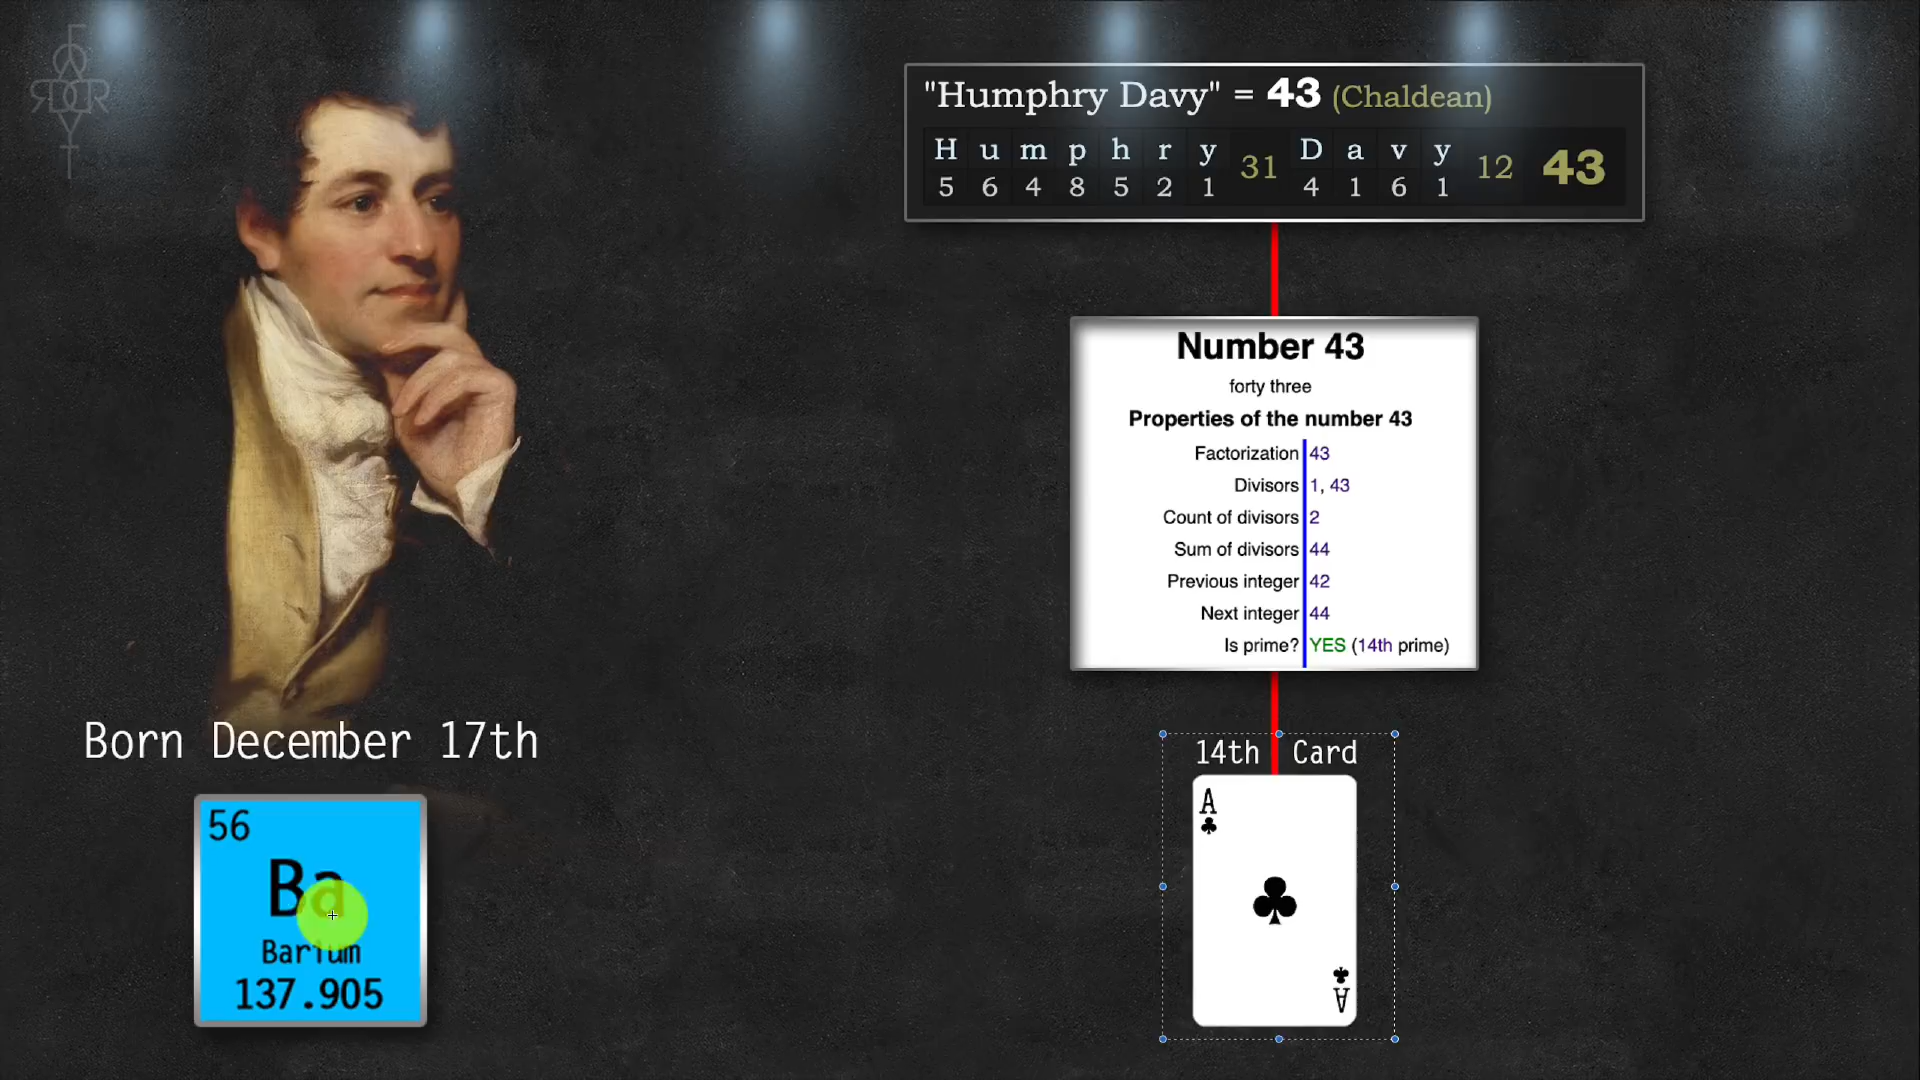 "Humphry Davy" = 43 (Chaldean)
H u m p h r y 31 D a v y 12 43
5 6 4 8 5 2 1 4 1 6 1
Number 43
forty three
Properties of the number 43
Factorization 43
Divisors 1, 43
Count of divisors 2
Sum of divisors 44
Previous integer 42
Next integer 44
Is prime? YES (14th prime)
Born December 17th
14th Card
A
A
56
Ba
Barium
137.905